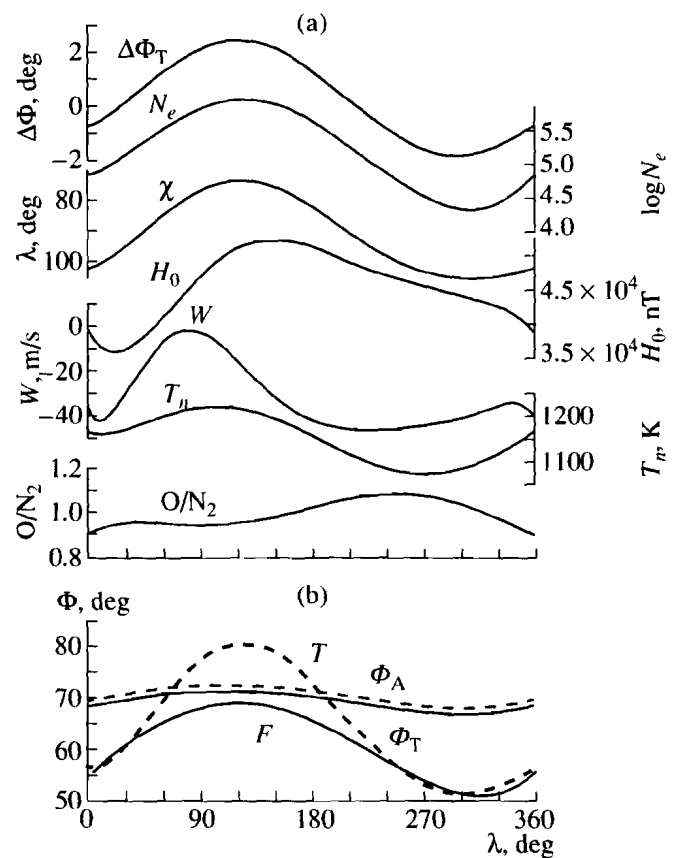 (a)
ΔΦ, deg
2
0
−2
ΔΦ_T
N_e
5.5
5.0
4.5
4.0
log N_e
λ, deg
80
100
χ
H_0
4.5 × 10^4
3.5 × 10^4
H_0, nT
W, m/s
0
−20
−40
W
T_n
1200
1100
T_n, K
O/N_2
1.2
1.0
0.8
O/N_2
(b)
Φ, deg
80
70
60
50
T
Φ_A
F
Φ_T
0 90 180 270 360
λ, deg